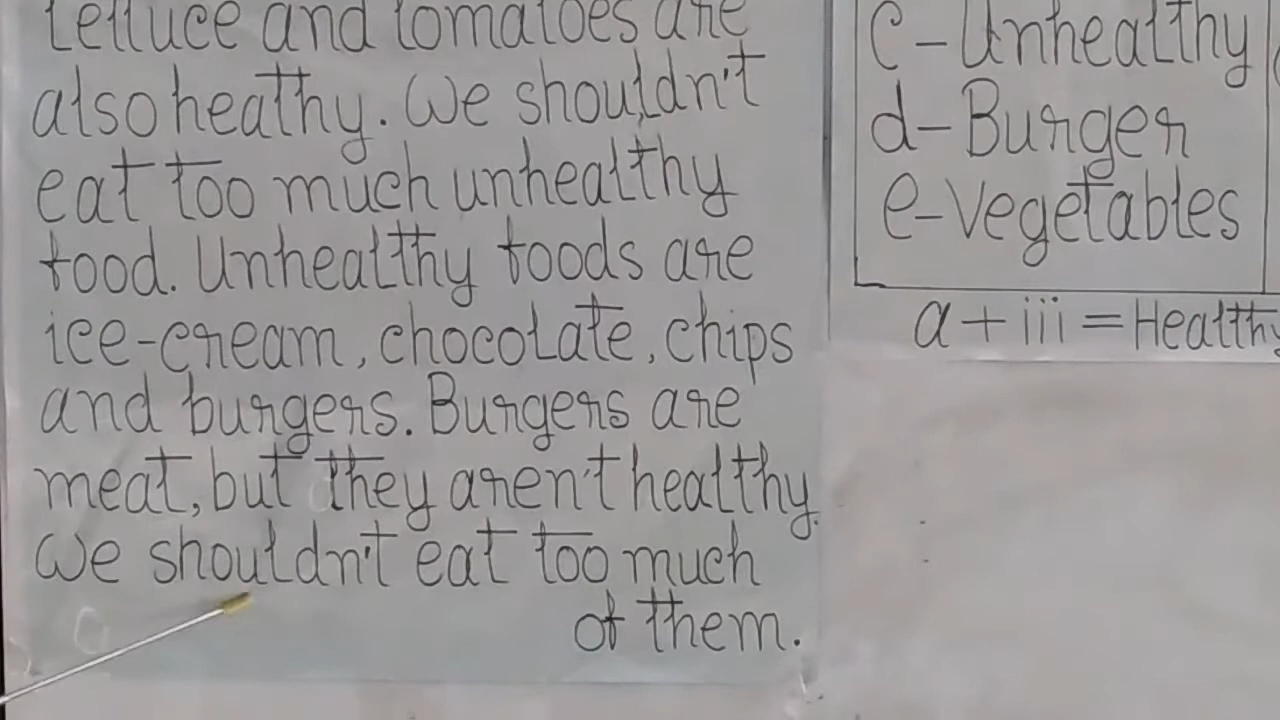 Lettuce and tomatoes are
also heathy. We shouldn't
eat too much unhealthy
food. Unhealthy foods are
ice-cream, chocolate, chips
and burgers. Burgers are
meat, but they aren't healthy.
We shouldn't eat too much
of them.
c-Unhealthy
d-Burger
e-Vegetables
a + iii = Healthy